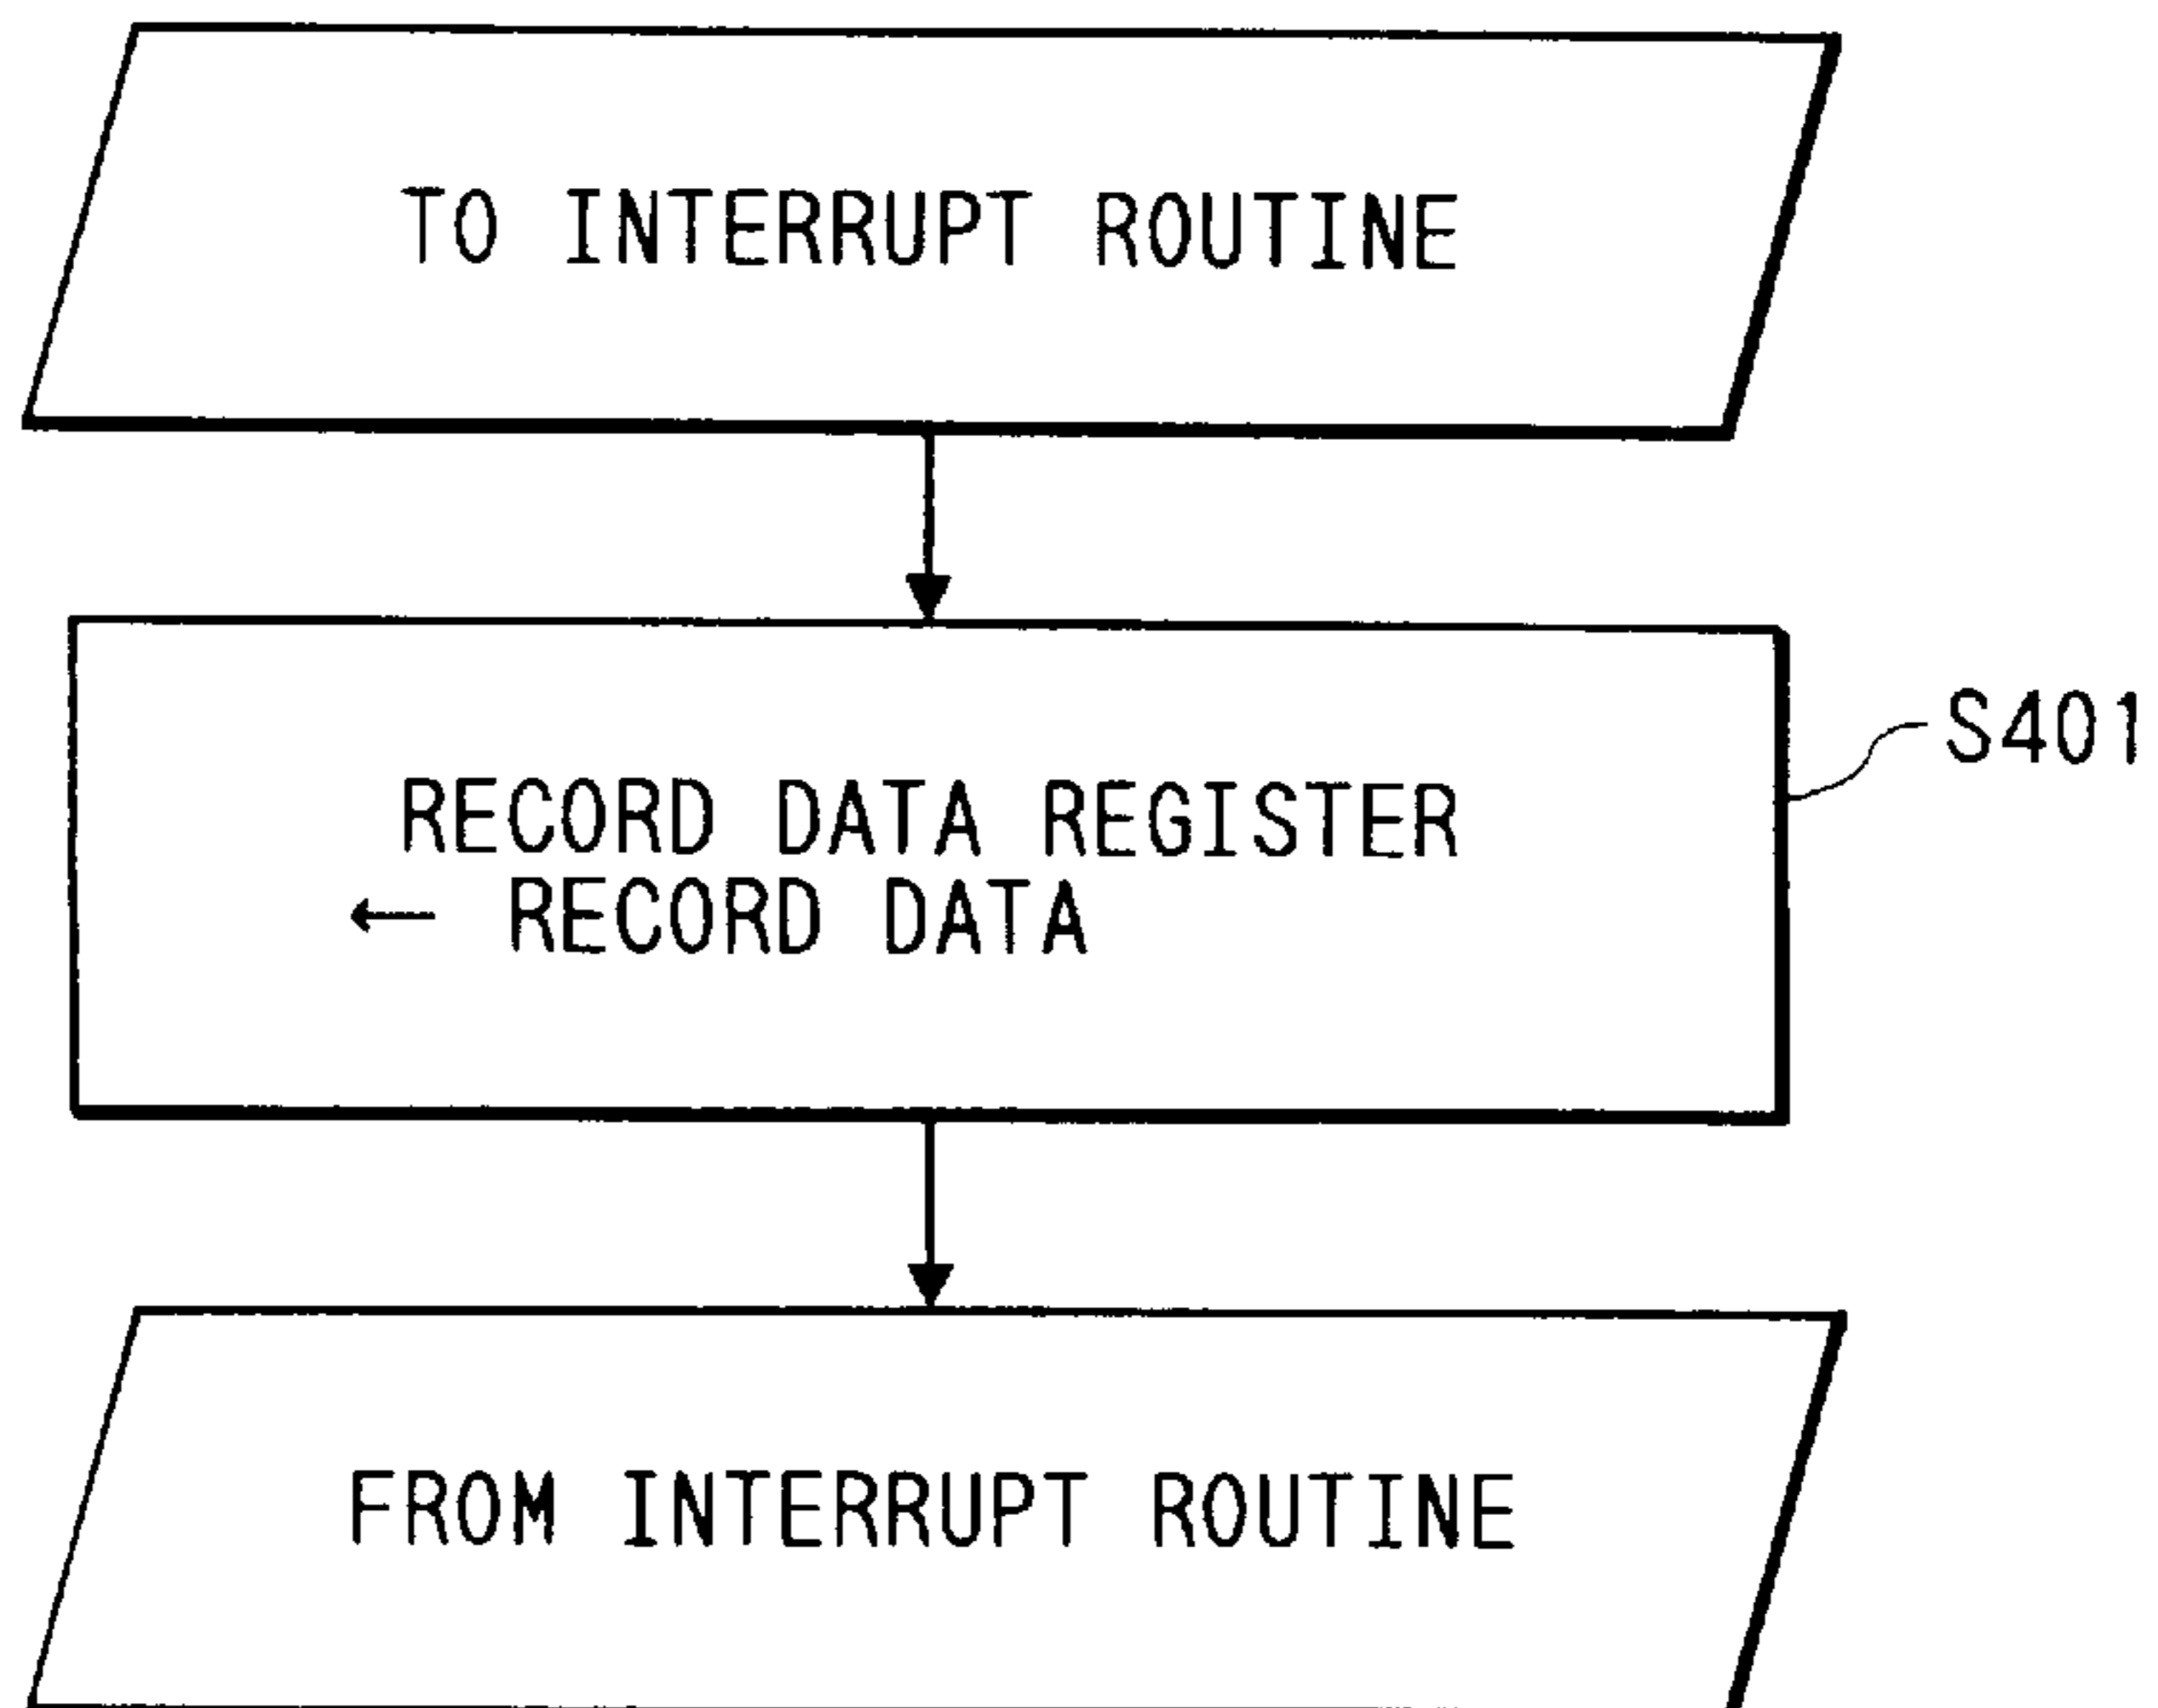 TO INTERRUPT ROUTINE
RECORD DATA REGISTER
← RECORD DATA
S401
FROM INTERRUPT ROUTINE